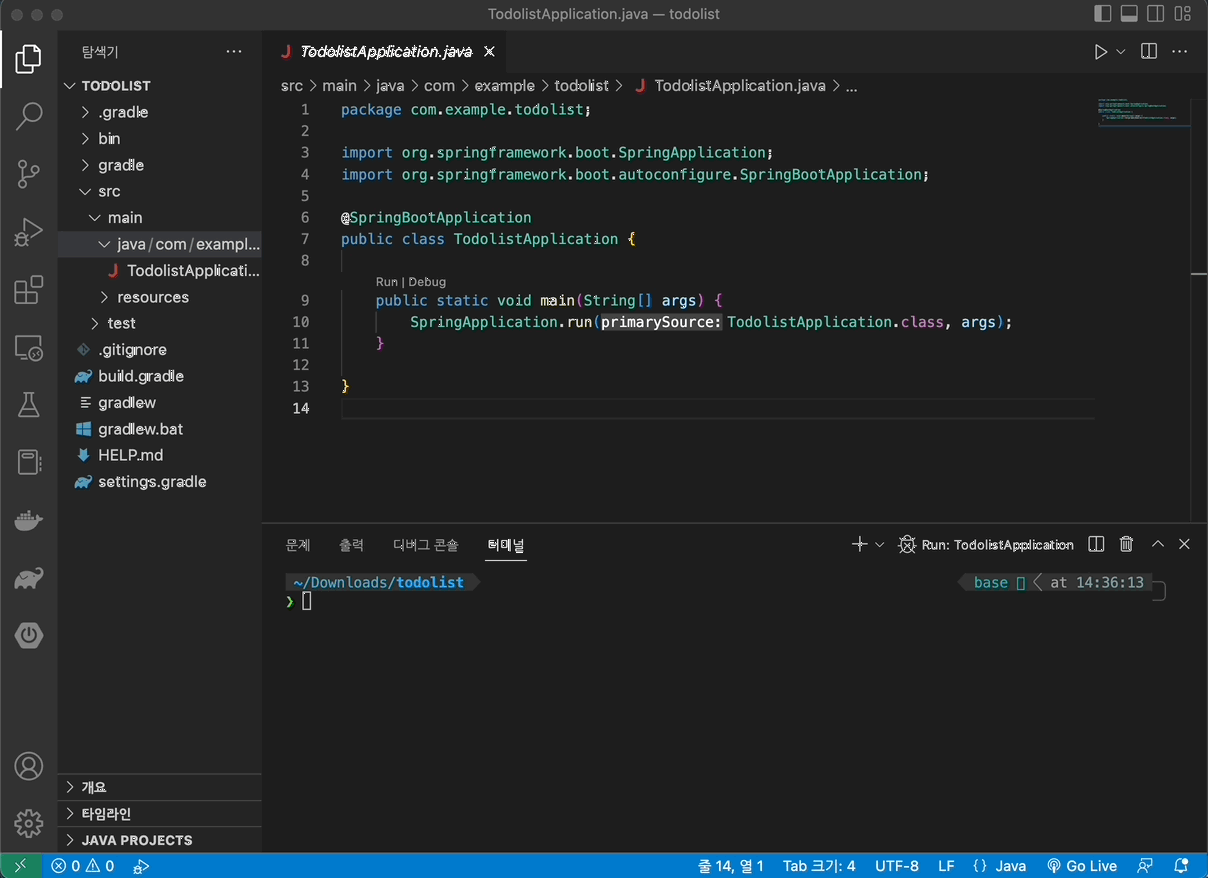 TodolistApplication.java — todolist
탐색기
TODOLIST
.gradle
bin
gradle
src
main
java/com/exampl...
TodolistApplicati...
resources
test
.gitignore
build.gradle
gradlew
gradlew.bat
HELP.md
settings.gradle
개요
타임라인
JAVA PROJECTS
TodolistApplication.java
src > main > java > com > example > todolist > TodolistApplication.java > ...
1 package com.example.todolist;
2
3 import org.springframework.boot.SpringApplication;
4 import org.springframework.boot.autoconfigure.SpringBootApplication;
5
6 @SpringBootApplication
7 public class TodolistApplication {
8
Run | Debug
9 public static void main(String[] args) {
10 SpringApplication.run(primarySource: TodolistApplication.class, args);
11 }
12
13 }
14
문제 출력 디버그 콘솔 터미널
Run: TodolistApplication
~/Downloads/todolist
base at 14:36:13
❯
0 0
줄 14, 열 1 Tab 크기: 4 UTF-8 LF {} Java Go Live